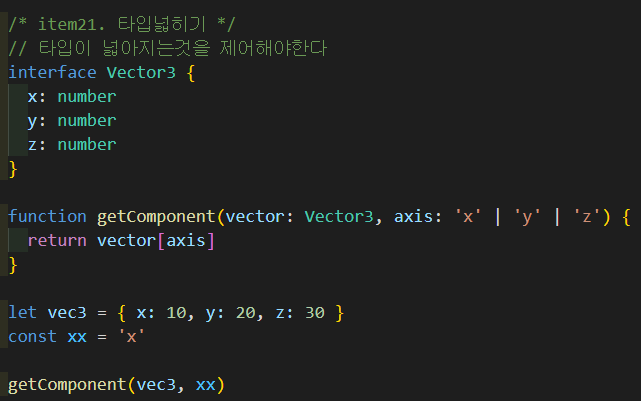 /* item21. 타입넓히기 */
// 타입이 넓어지는것을 제어해야한다
interface Vector3 {
  x: number
  y: number
  z: number
}

function getComponent(vector: Vector3, axis: 'x' | 'y' | 'z') {
  return vector[axis]
}

let vec3 = { x: 10, y: 20, z: 30 }
const xx = 'x'

getComponent(vec3, xx)